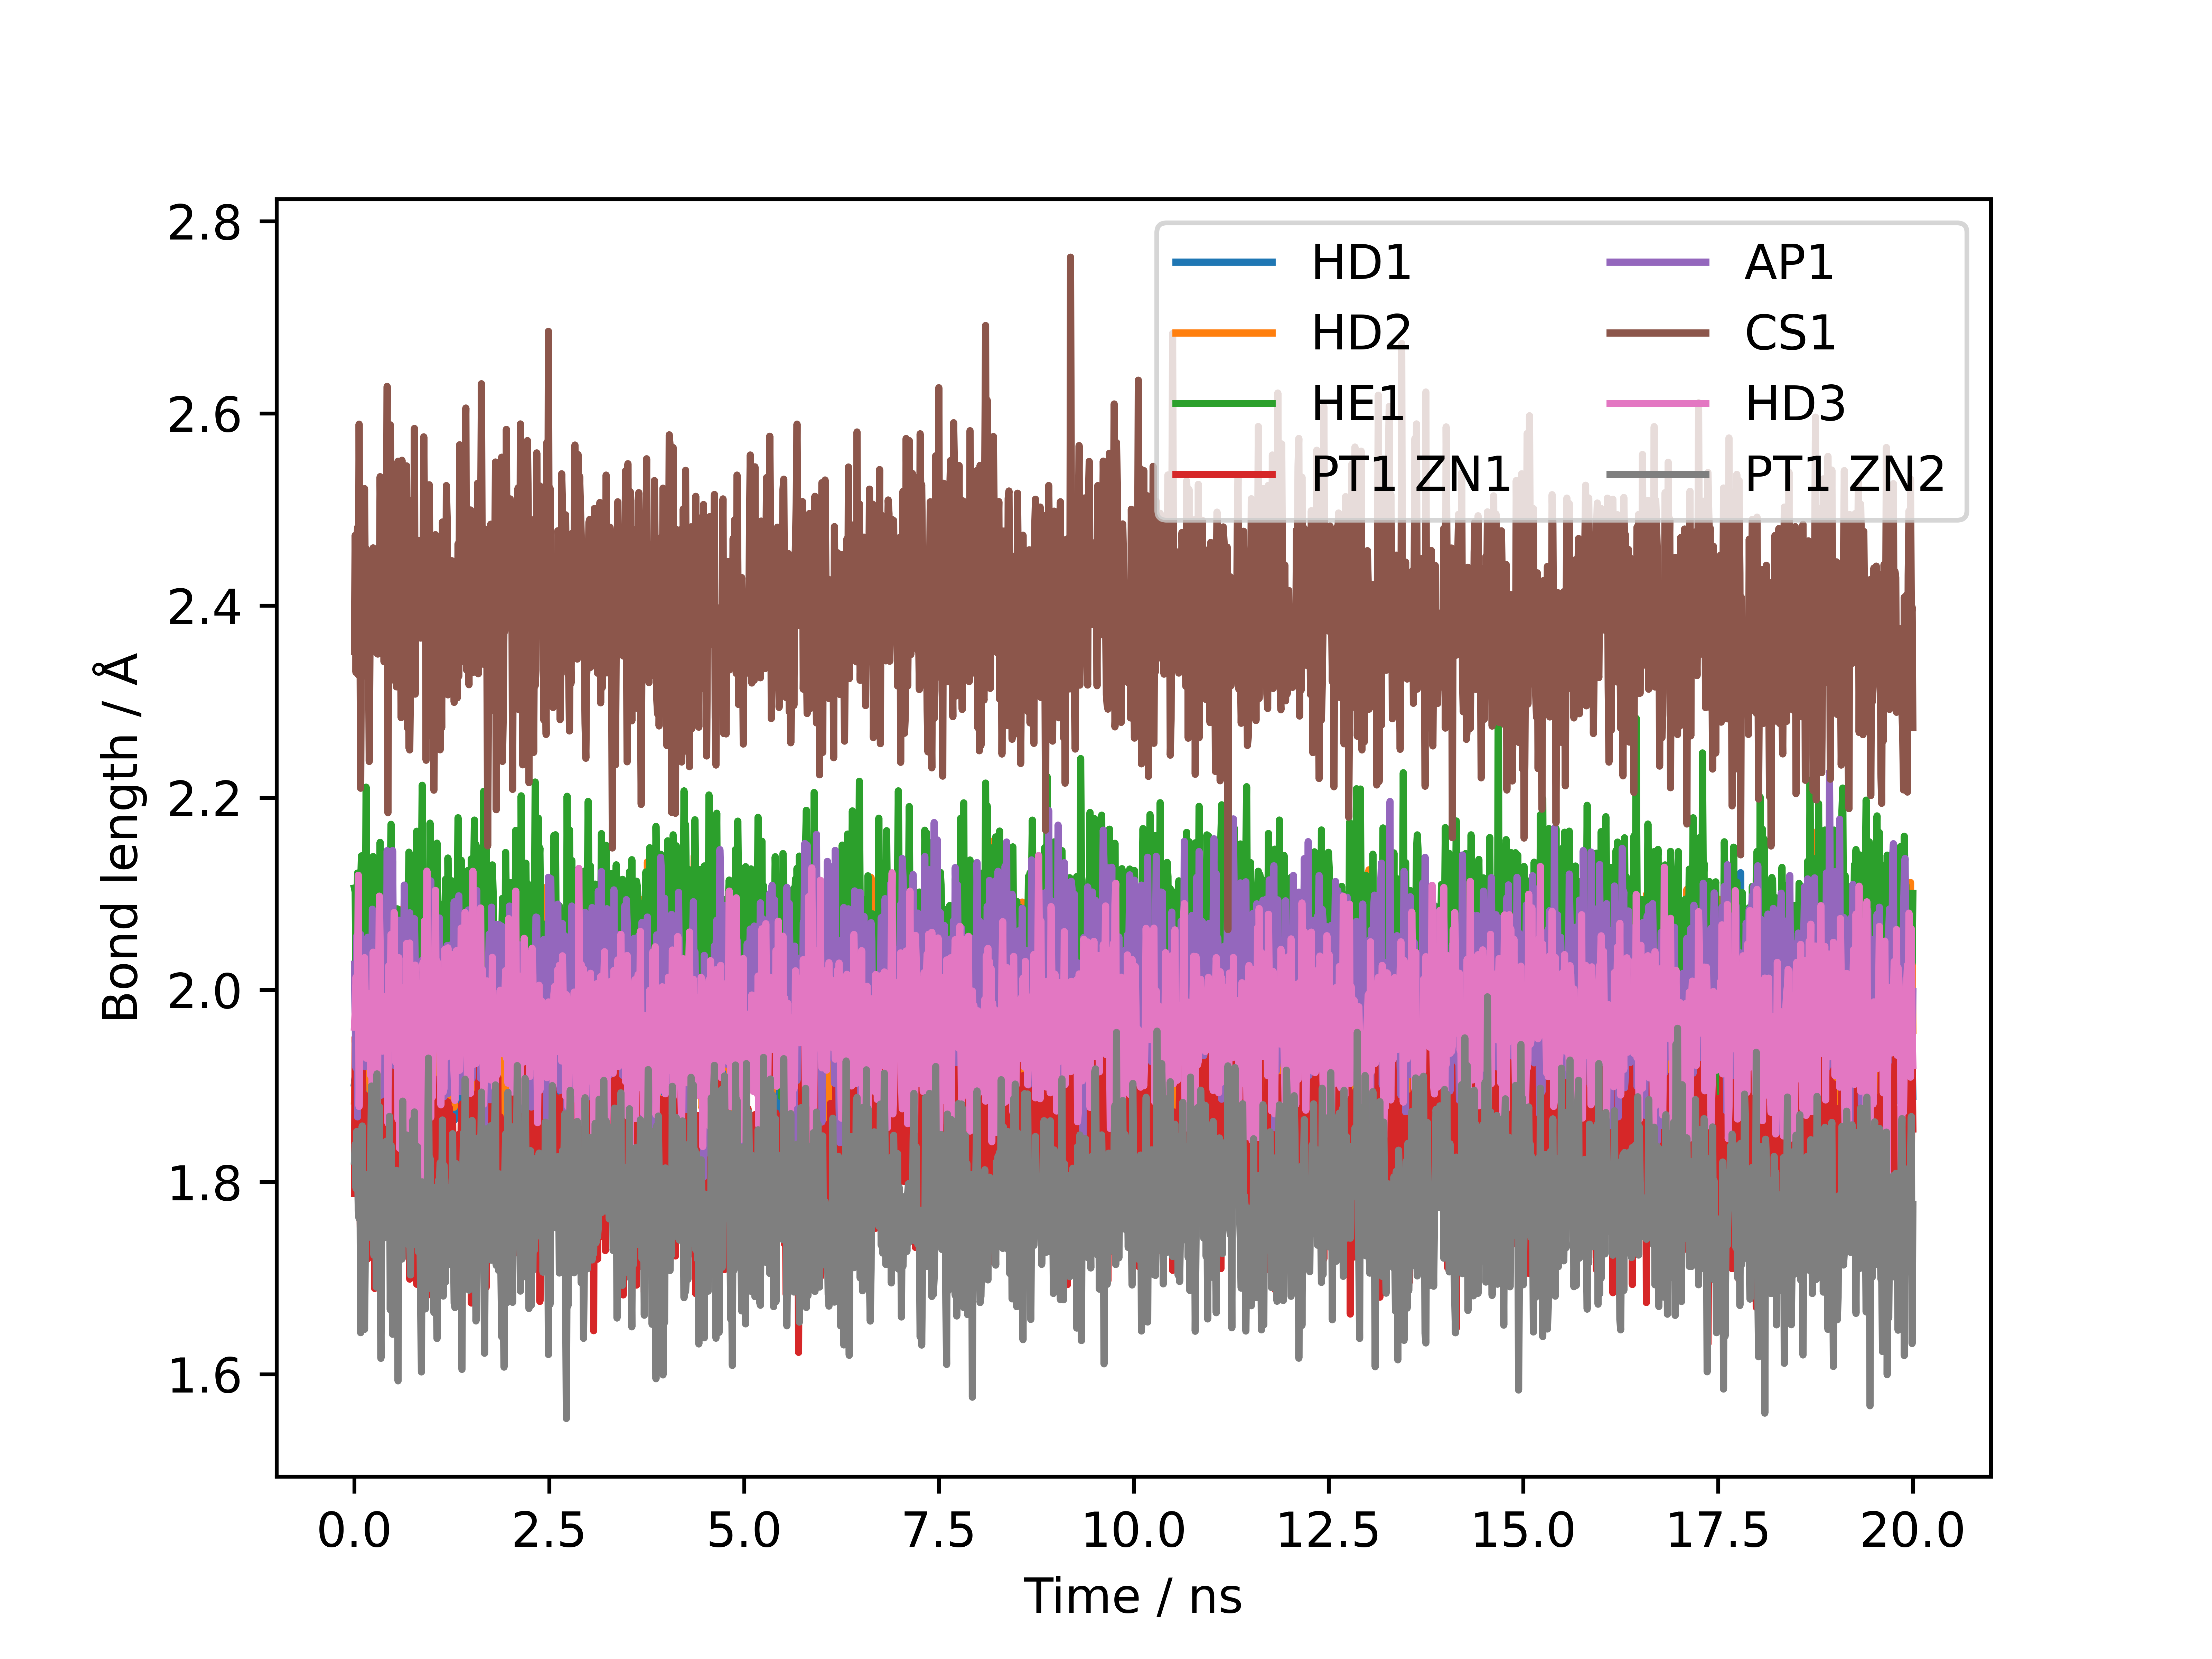 2.8
2.6
2.4
2.2
2.0
1.8
1.6
Bond length / Å
HD1
HD2
HE1
PT1 ZN1
AP1
CS1
HD3
PT1 ZN2
0.0 2.5 5.0 7.5 10.0 12.5 15.0 17.5 20.0
Time / ns